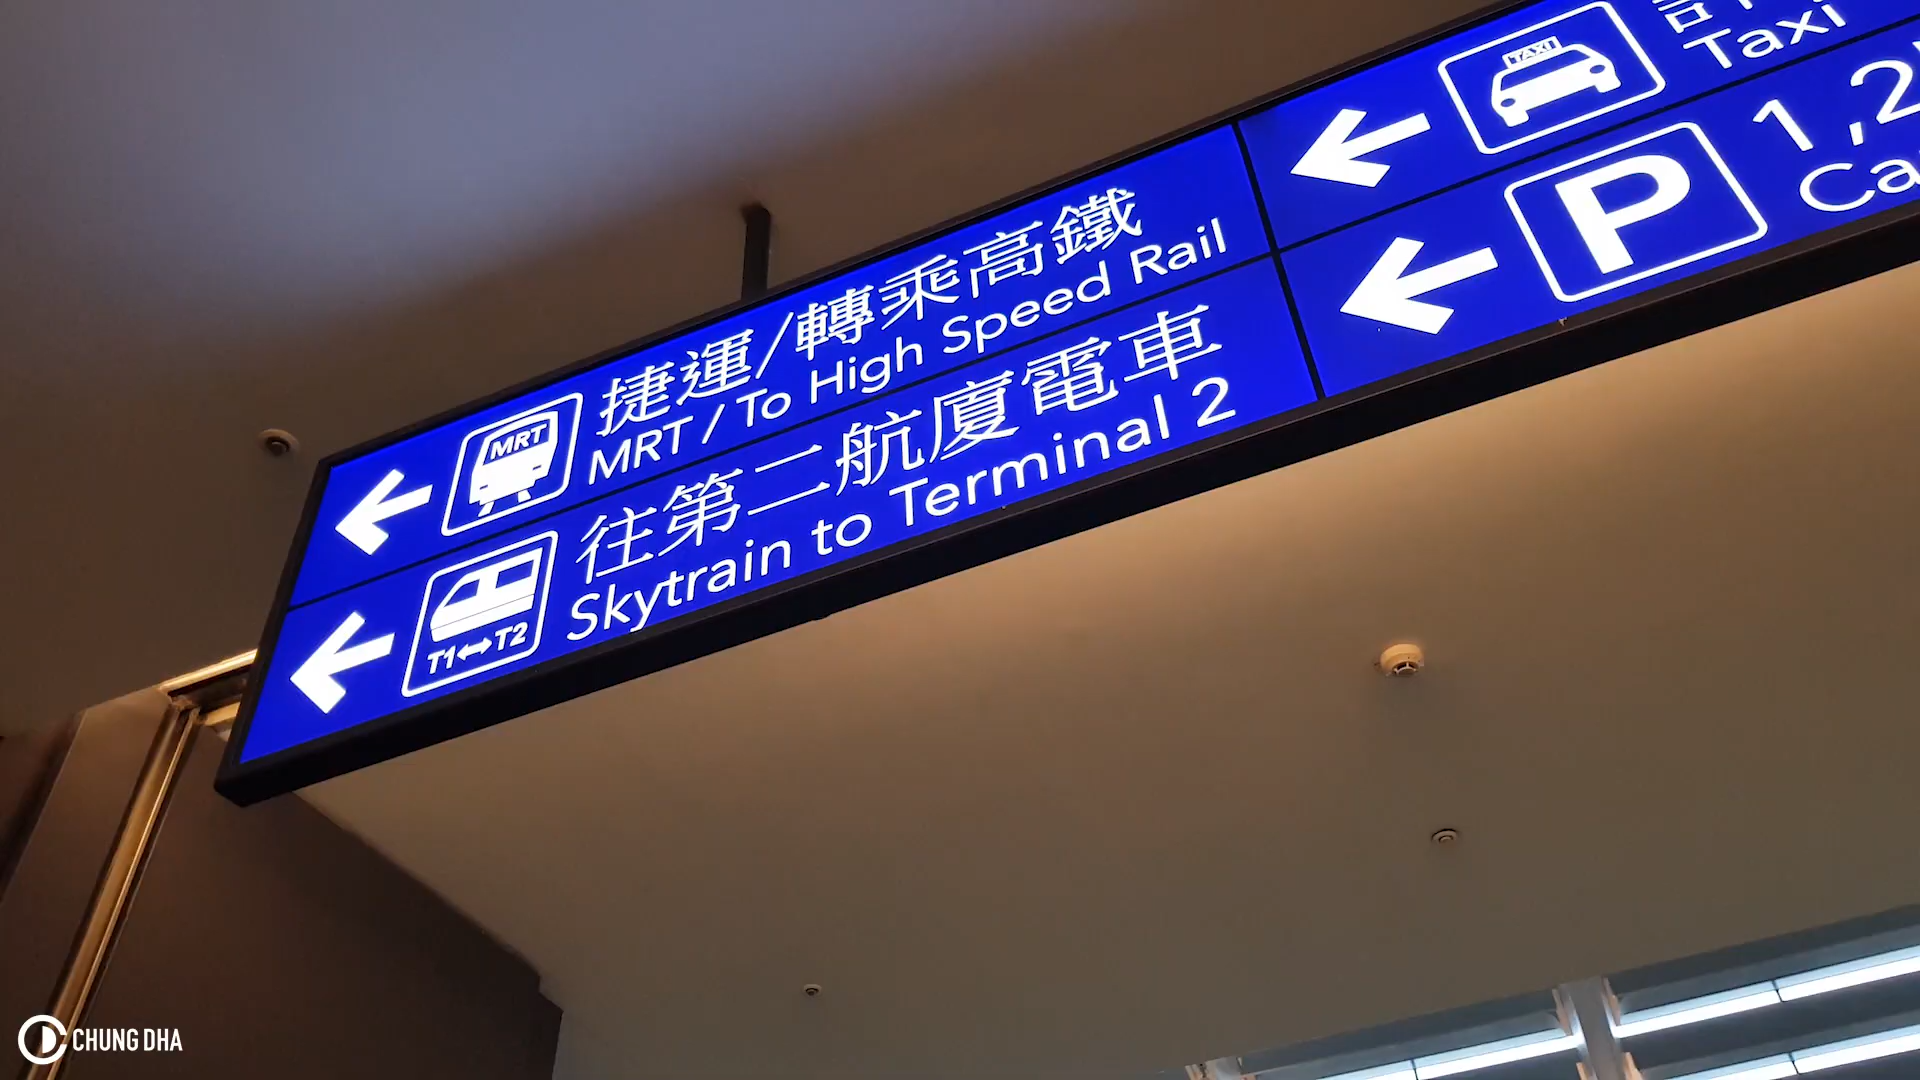 MRT
捷運/轉乘高鐵
MRT / To High Speed Rail
T1↔T2
往第二航廈電車
Skytrain to Terminal 2
TAXI
Taxi
P
1,2
CHUNG DHA